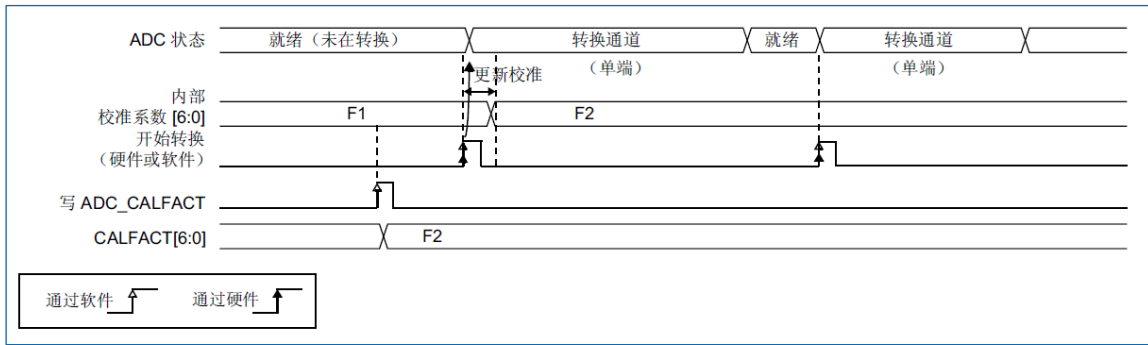 ADC 状态 就绪（未在转换） 转换通道 就绪 转换通道
更新校准 （单端） （单端）
内部
校准系数 [6:0] F1 F2
开始转换
（硬件或软件）
写 ADC_CALFACT
CALFACT[6:0] F2
通过软件 通过硬件